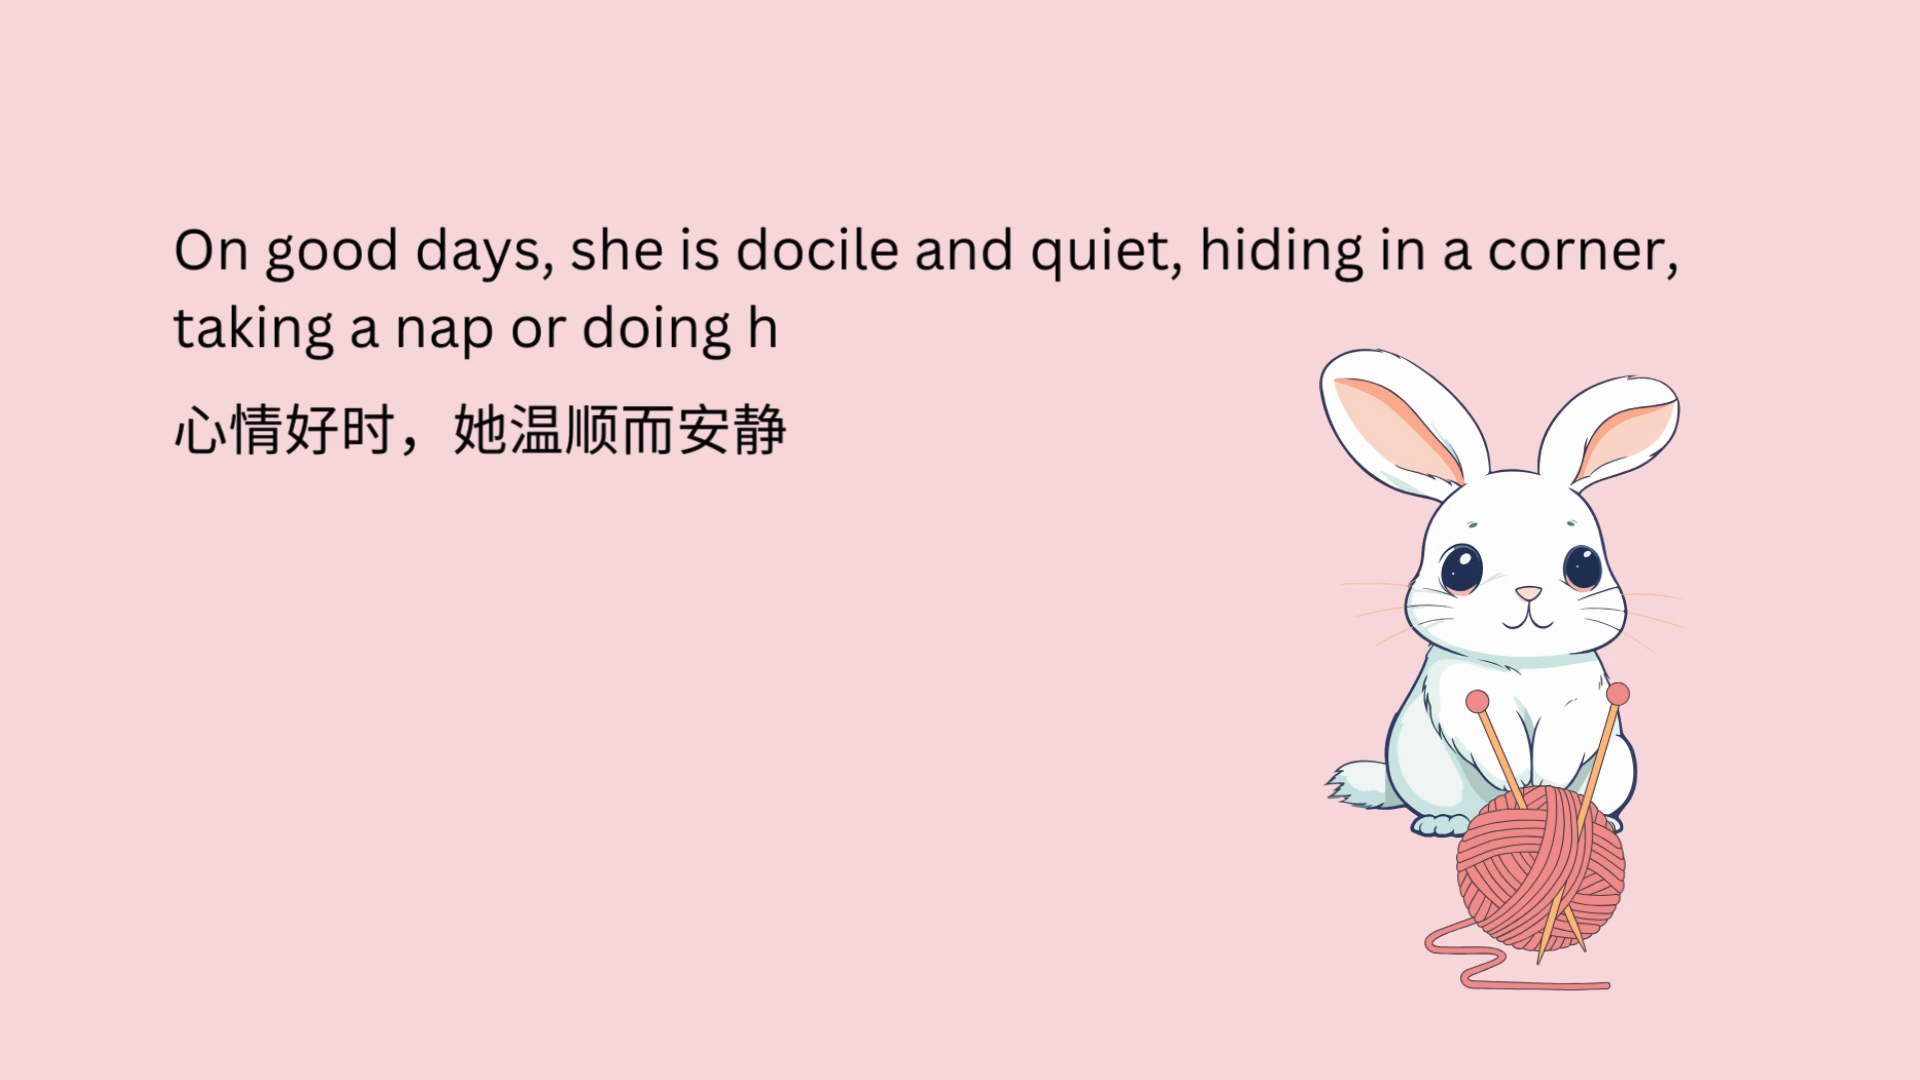 On good days, she is docile and quiet, hiding in a corner,
taking a nap or doing h
心情好时，她温顺而安静